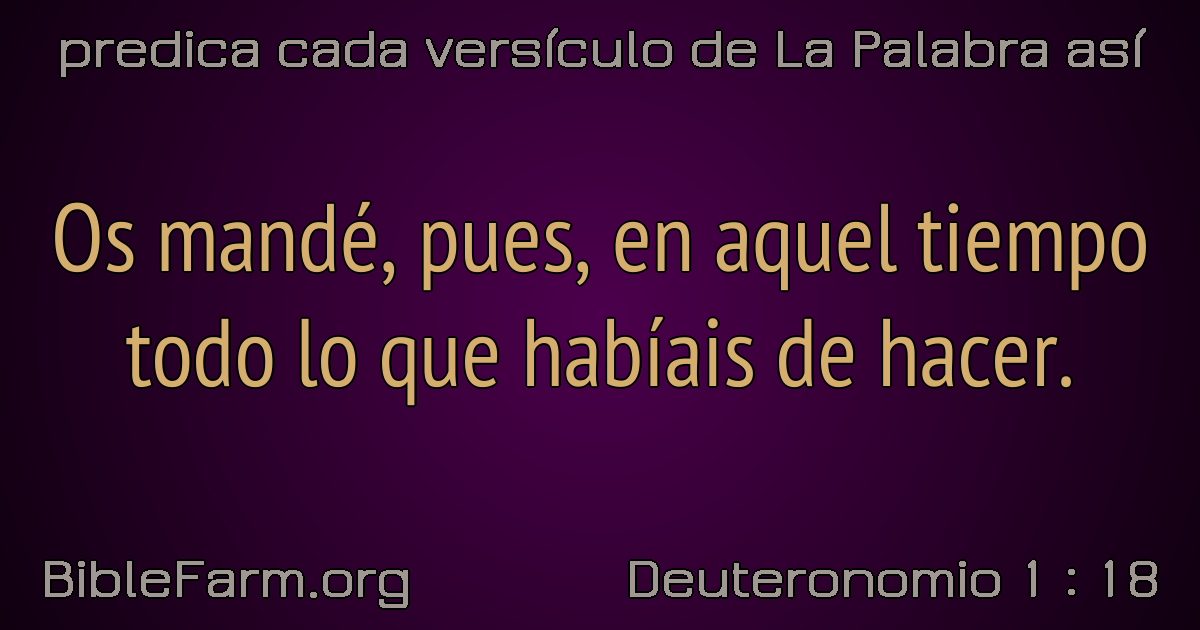 predica cada versículo de La Palabra así
Os mandé, pues, en aquel tiempo
todo lo que habíais de hacer.
BibleFarm.org
Deuteronomio 1 : 18